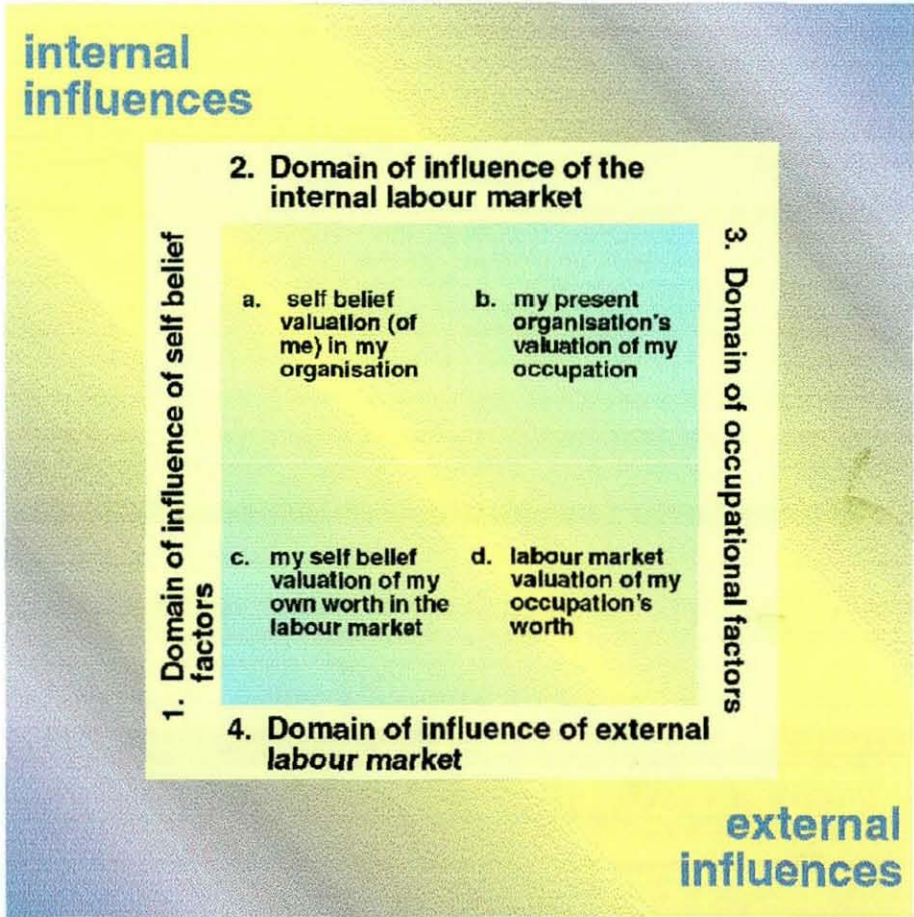 internal
influences
2. Domain of influence of the
internal labour market
1. Domain of influence of self belief
factors
a. self belief
valuation (of
me) in my
organisation
b. my present
organisation's
valuation of my
occupation
3. Domain of occupational factors
c. my self belief
valuation of my
own worth in the
labour market
d. labour market
valuation of my
occupation's
worth
4. Domain of influence of external
labour market
external
influences